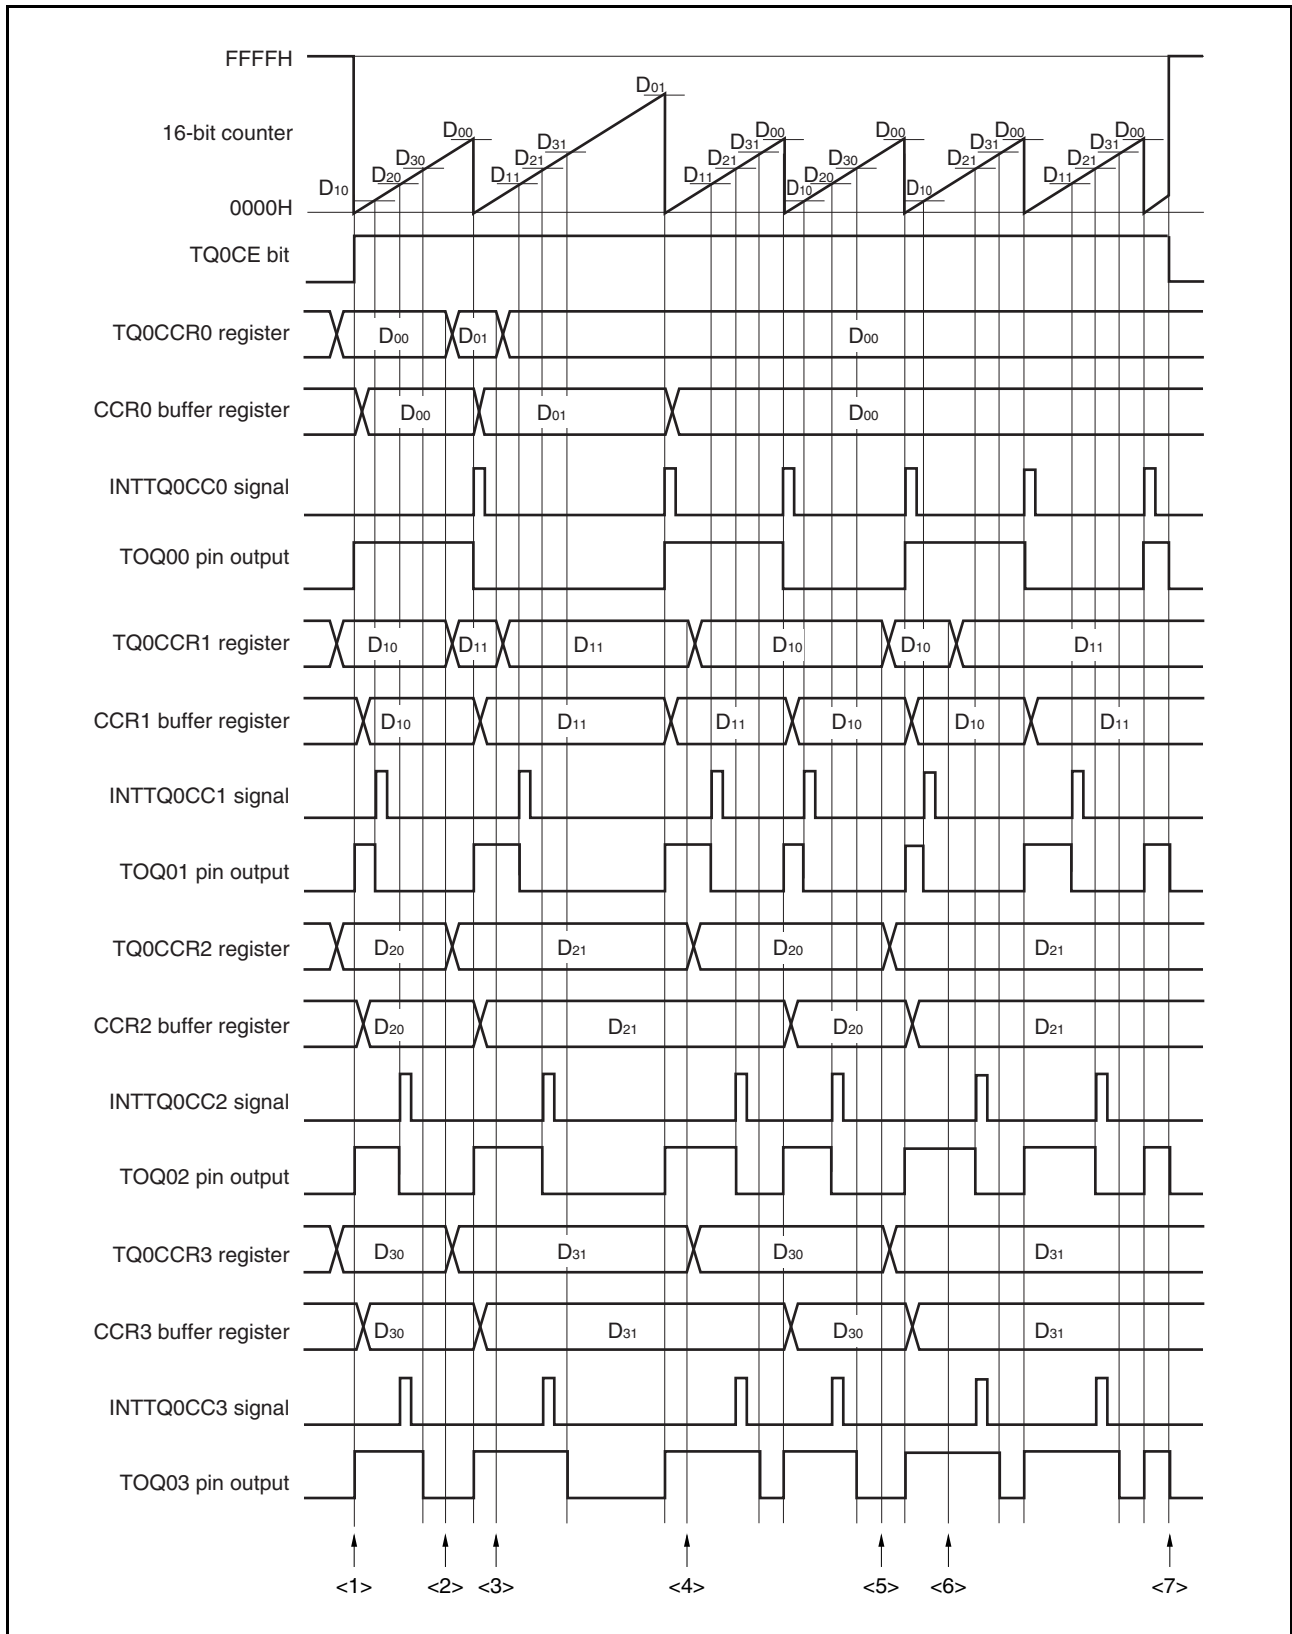 FFFFH
D01
16-bit counter
D00 D00 D00 D00 D00
D30 D31 D31 D30 D31 D31
D20 D21 D21 D20 D21 D21
D10 D11 D11 D10 D10 D11
0000H
TQ0CE bit
TQ0CCR0 register D00 D01 D00
CCR0 buffer register D00 D01 D00
INTTQ0CC0 signal
TOQ00 pin output
TQ0CCR1 register D10 D11 D11 D10 D10 D11
CCR1 buffer register D10 D11 D11 D10 D10 D11
INTTQ0CC1 signal
TOQ01 pin output
TQ0CCR2 register D20 D21 D20 D21
CCR2 buffer register D20 D21 D20 D21
INTTQ0CC2 signal
TOQ02 pin output
TQ0CCR3 register D30 D31 D30 D31
CCR3 buffer register D30 D31 D30 D31
INTTQ0CC3 signal
TOQ03 pin output
<1> <2> <3> <4> <5> <6> <7>